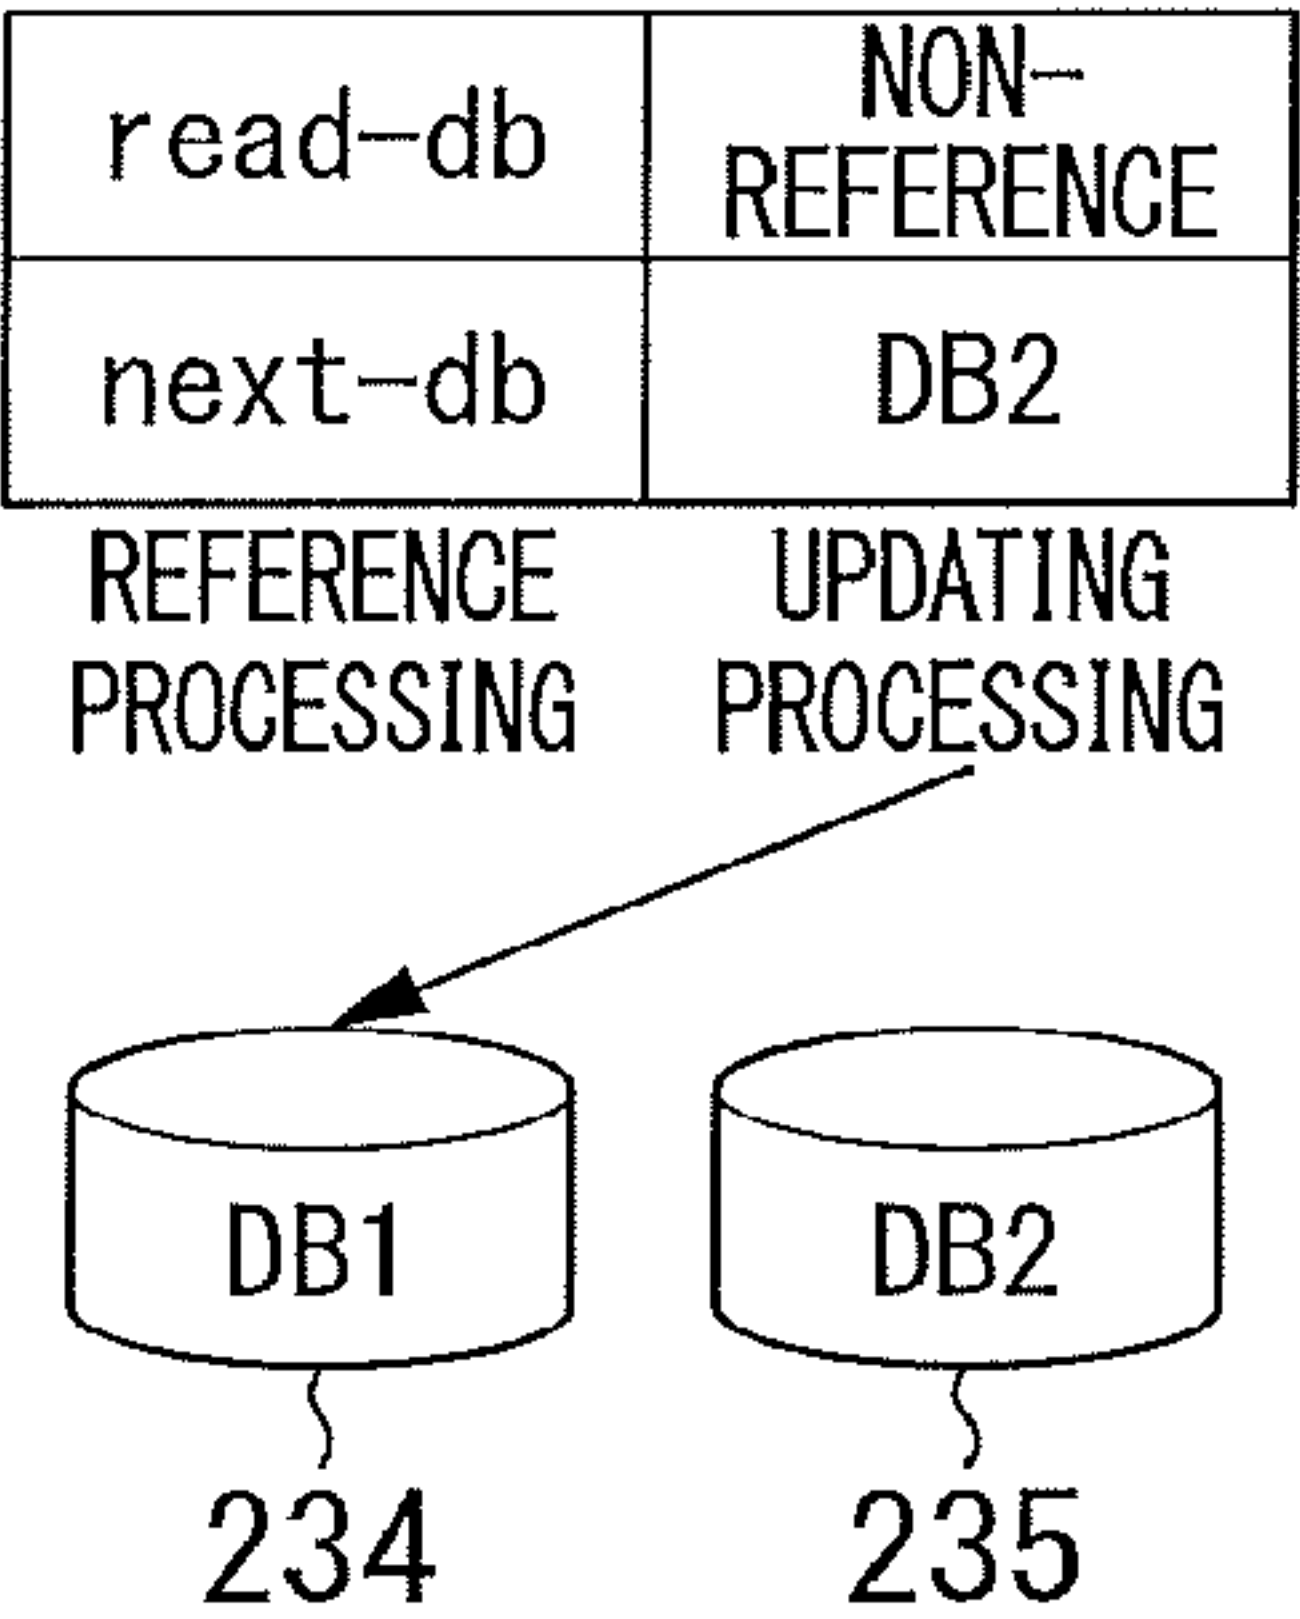 read-db
NON-
REFERENCE
next-db
DB2
REFERENCE
PROCESSING
UPDATING
PROCESSING
DB1
DB2
234
235